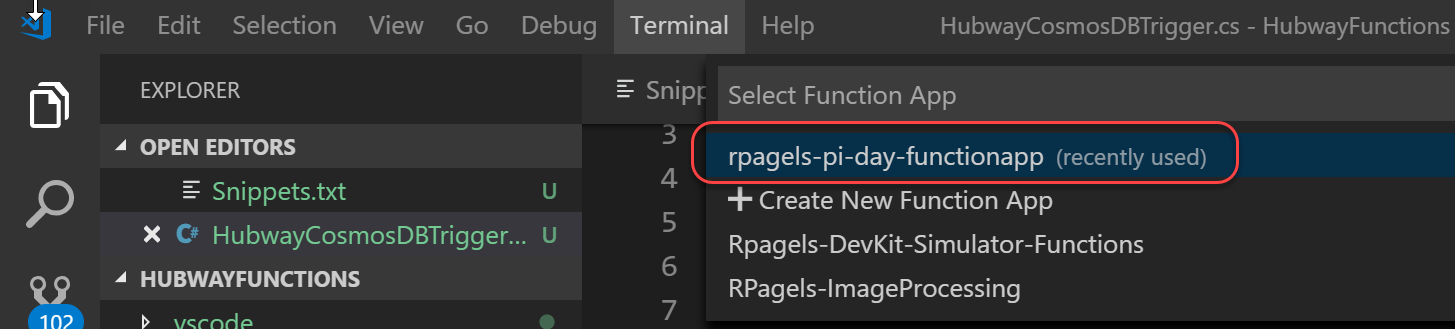 File Edit Selection View Go Debug Terminal Help HubwayCosmosDBTrigger.cs - HubwayFunctions
EXPLORER
OPEN EDITORS
Snippets.txt U
C# HubwayCosmosDBTrigger... U
HUBWAYFUNCTIONS
vscode
102
Snipp
3
4
5
6
7
Select Function App
rpagels-pi-day-functionapp (recently used)
Create New Function App
Rpagels-DevKit-Simulator-Functions
RPagels-ImageProcessing